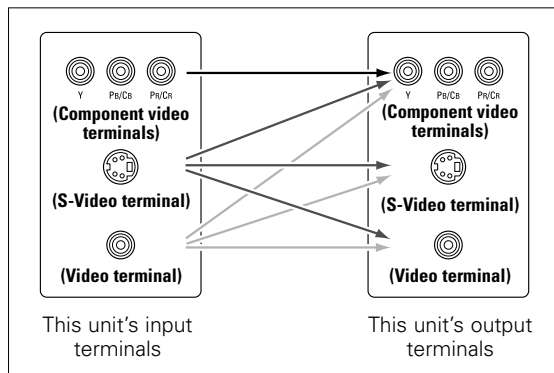 Y PB/CB PR/CR
(Component video
terminals)
(S-Video terminal)
(Video terminal)
This unit's input
terminals
Y PB/CB PR/CR
(Component video
terminals)
(S-Video terminal)
(Video terminal)
This unit's output
terminals